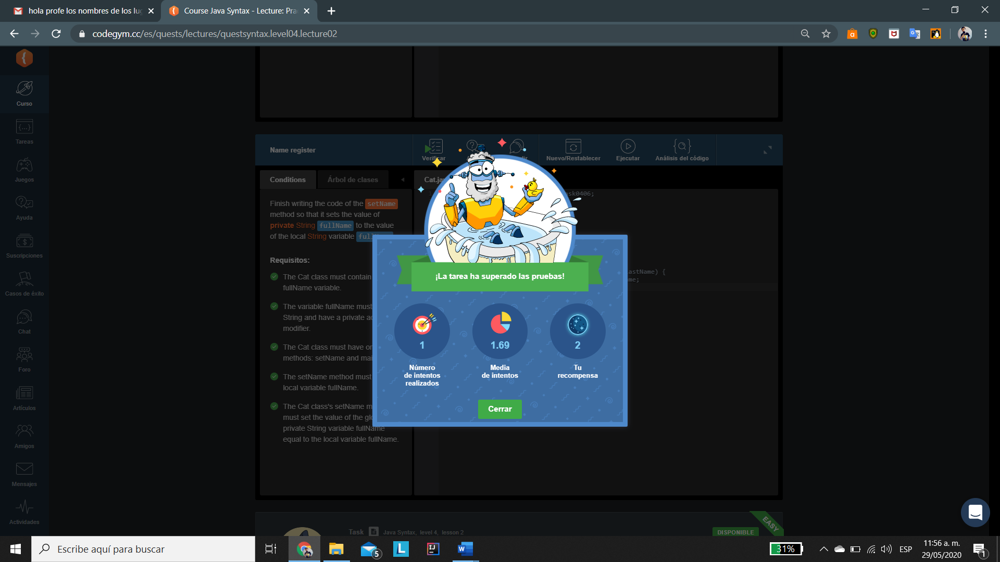 hola profe los nombres de los lu
Course Java Syntax - Lecture: Pra
codegym.cc/es/quests/lectures/questsyntax.level04.lecture02
Curso
Tareas
Juegos
Ayuda
Suscripciones
Casos de éxito
Chat
Foro
Artículos
Amigos
Mensajes
Actividades
Name register
Verificar
Nuevo/Restablecer
Ejecutar
Análisis del código
Conditions
Árbol de clases
Cat.ja
1
ask0406;
Finish writing the code of the setName
method so that it sets the value of
private String fullName to the value
of the local String variable full
astName) {
me;
Requisitos:
The Cat class must contain
fullName variable.
The variable fullName must
String and have a private a
modifier.
The Cat class must have o
methods: setName and mai
The setName method must
local variable fullName.
The Cat class's setName m
must set the value of the gl
private String variable fullName
equal to the local variable fullName.
¡La tarea ha superado las pruebas!
1
Número
de intentos
realizados
1.69
Media
de intentos
2
Tu
recompensa
Cerrar
Task
Java Syntax, level 4, lesson 2
DISPONIBLE
EASY
Escribe aquí para buscar
5
31%
ESP
11:56 a. m.
29/05/2020
1